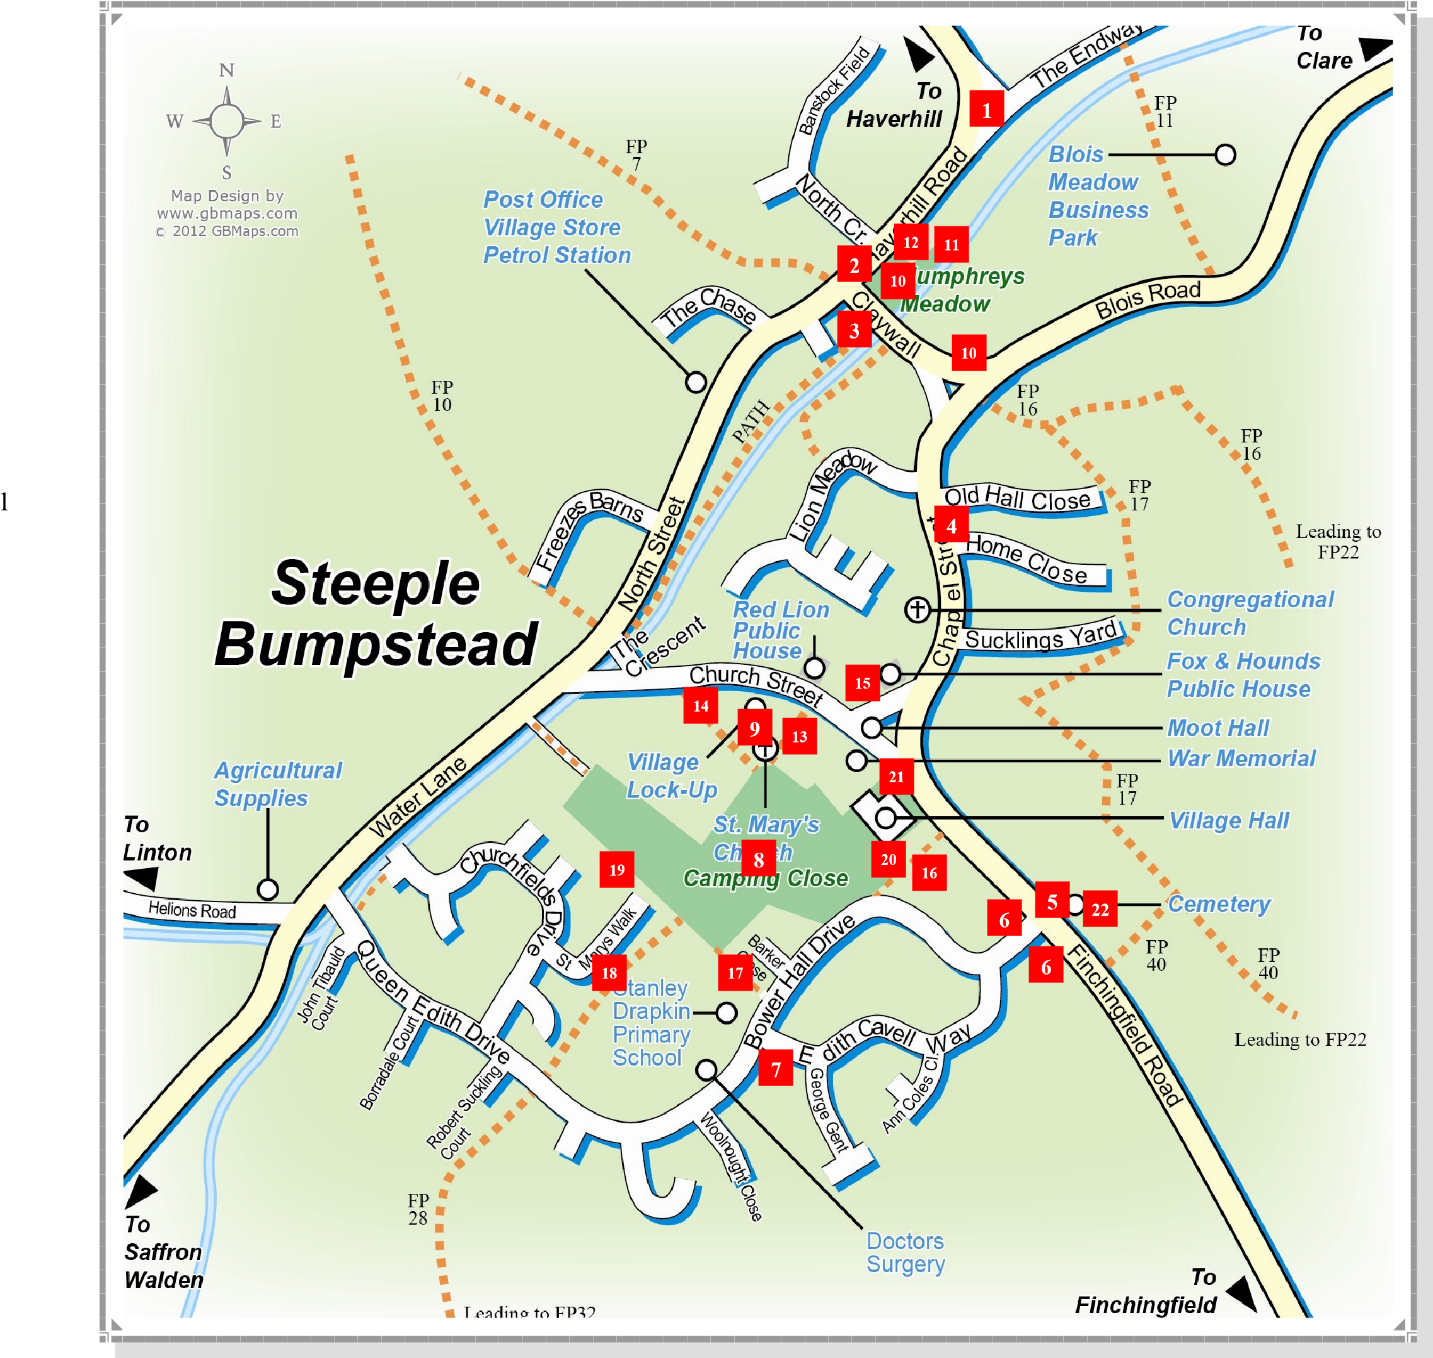 To
Clare
The Endway
To
Haverhill
Banstock Field
1
FP
11
N
W E
S
Map Design by
www.gbmaps.com
© 2012 GBMaps.com
FP
7
Blois
Meadow
Business
Park
Post Office
Village Store
Petrol Station
North Cr.
12
11
2
10
Meadow
Blois Road
The Chase
Claywall
3
10
FP
10
PATH
FP
16
FP
16
Lion Meadow
FP
17
Old Hall Close
4
Home Close
Leading to
FP22
l
Freezes Barns
North Street
Steeple
Bumpstead
Red Lion
Public
House
Congregational
Church
Sucklings Yard
The
Crescent
Church Street
15
Fox & Hounds
Public House
14
9
13
Moot Hall
War Memorial
Village
Lock-Up
21
FP
17
Agricultural
Supplies
Water Lane
St. Mary's
8
Camping Close
Village Hall
To
Linton
Churchfields Drive
19
20
16
Helions Road
St Marys Walk
5
22
Cemetery
6
6
John Tibauld
Court
Queen Edith Drive
18
17
Barker
Bower Hall Drive
Stanley
Drapkin
Primary
School
FP
40
FP
40
Finchingfield Road
Leading to FP22
Borradale Court
Robert Suckling
Court
7
Edith Cavell Way
George Gent
Ann Coles Cl.
Woolnought Close
FP
28
To
Saffron
Walden
Doctors
Surgery
To
Finchingfield
Leading to FP32